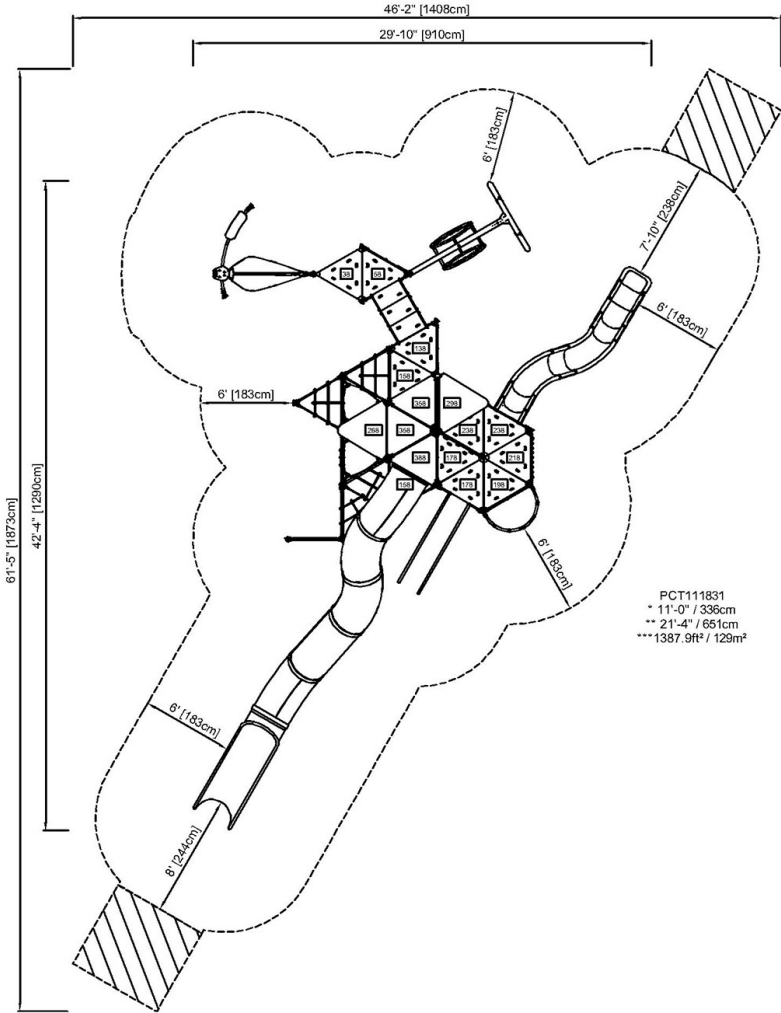 46'-2" [1408cm]
29'-10" [910cm]
6' [183cm]
7'-10" [238cm]
6' [183cm]
38
68
138
158
6' [183cm]
358
298
268
358
238
238
388
178
218
158
178
198
61'-5" [1873cm]
42'-4" [1290cm]
6' [183cm]
PCT111831
* 11'-0" / 336cm
** 21'-4" / 651cm
***1387.9ft² / 129m²
6' [183cm]
8' [244cm]